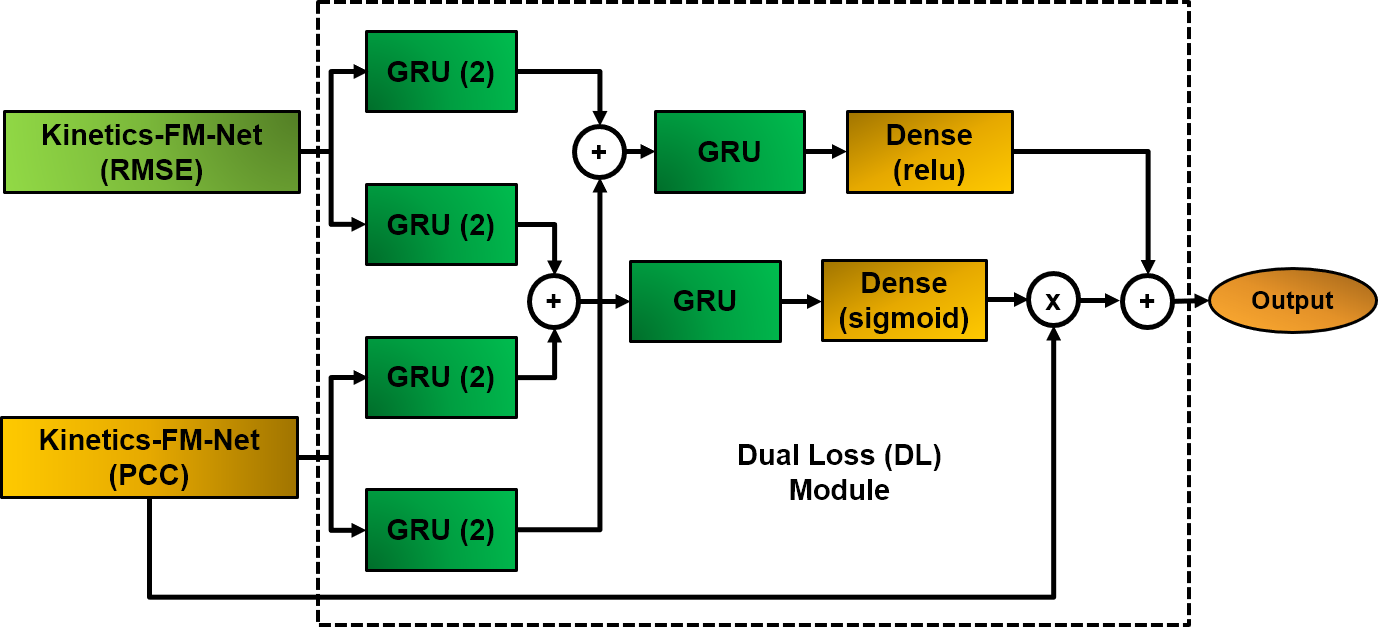 GRU (2)
Kinetics-FM-Net
(RMSE)
+
GRU
Dense
(relu)
GRU (2)
+
GRU
Dense
(sigmoid)
x
+
Output
GRU (2)
Kinetics-FM-Net
(PCC)
Dual Loss (DL)
Module
GRU (2)